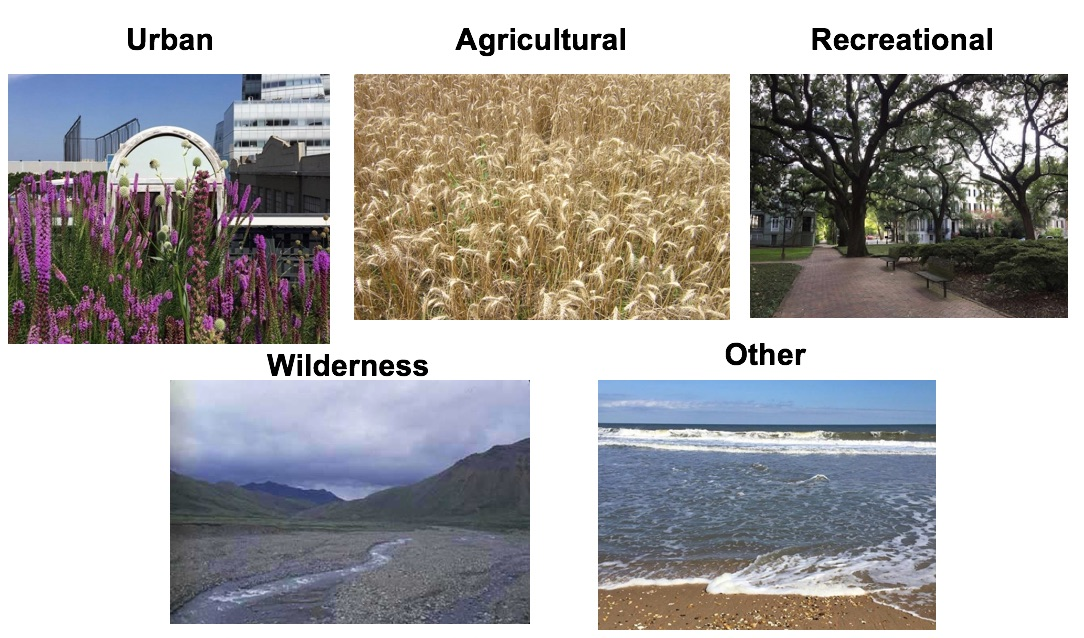 Urban
Agricultural
Recreational
Wilderness
Other